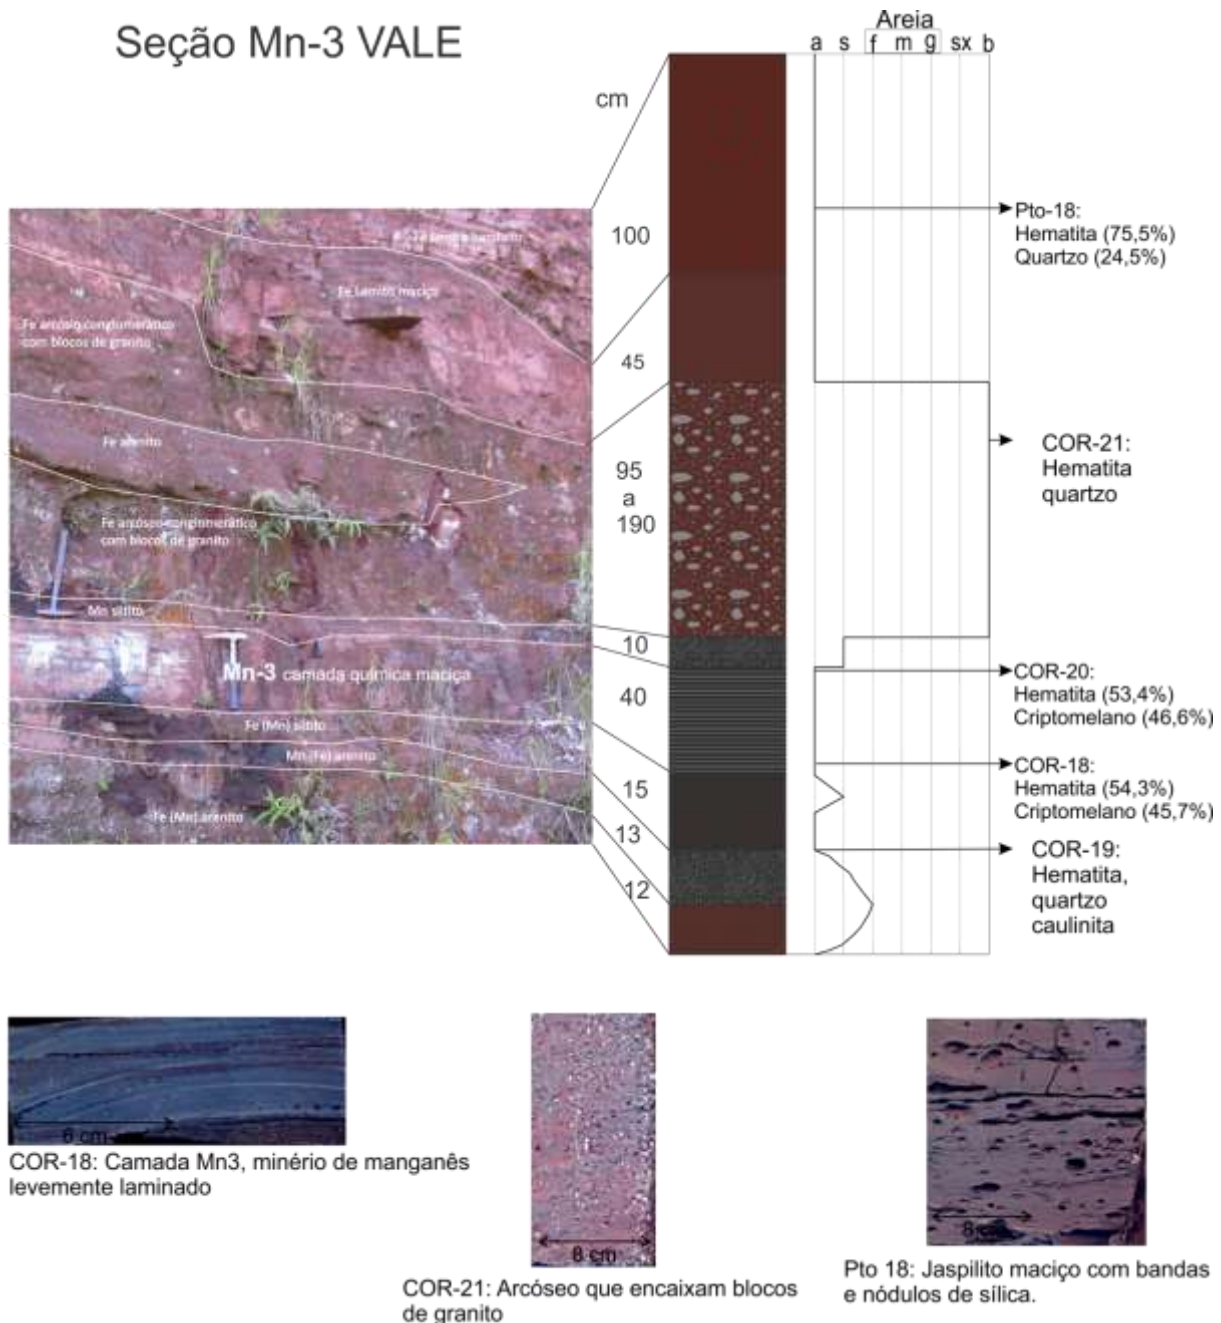 Seção Mn-3 VALE
Areia
a s f m g sx b
cm
100
45
95
a
190
10
40
15
13
12
Fe Lamito maciço
Fe arcósio conglomerático
com blocos de granito
Fe arenito
Fe arcóseo conglomerático
com blocos de granito
Mn siltito
Mn-3 camada química maciça
Fe (Mn) siltito
Mn (Fe) arenito
Fe (Mn) arenito
Pto-18:
Hematita (75,5%)
Quartzo (24,5%)
COR-21:
Hematita
quartzo
COR-20:
Hematita (53,4%)
Criptomelano (46,6%)
COR-18:
Hematita (54,3%)
Criptomelano (45,7%)
COR-19:
Hematita,
quartzo
caulinita
6 cm
COR-18: Camada Mn3, minério de manganês
levemente laminado
8 cm
COR-21: Arcóseo que encaixam blocos
de granito
8 cm
Pto 18: Jaspilito maciço com bandas
e nódulos de sílica.